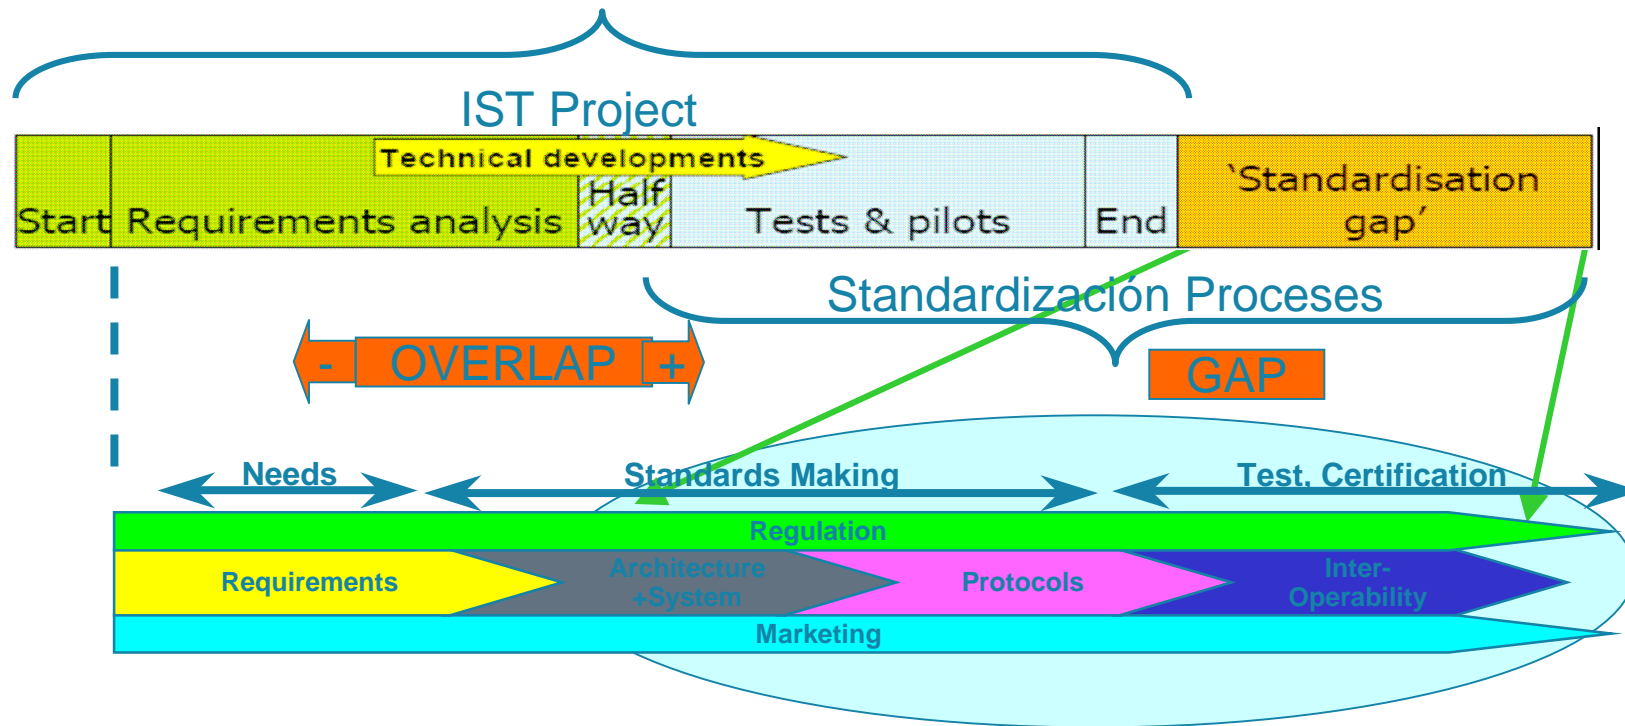 IST Project
Technical developments
Start
Requirements analysis
Half
way
Tests & pilots
End
‘Standardisation
gap’
Standardización Proceses
- OVERLAP +
GAP
Needs
Standards Making
Test, Certification
Regulation
Requirements
Architecture
+System
Protocols
Inter-
Operability
Marketing